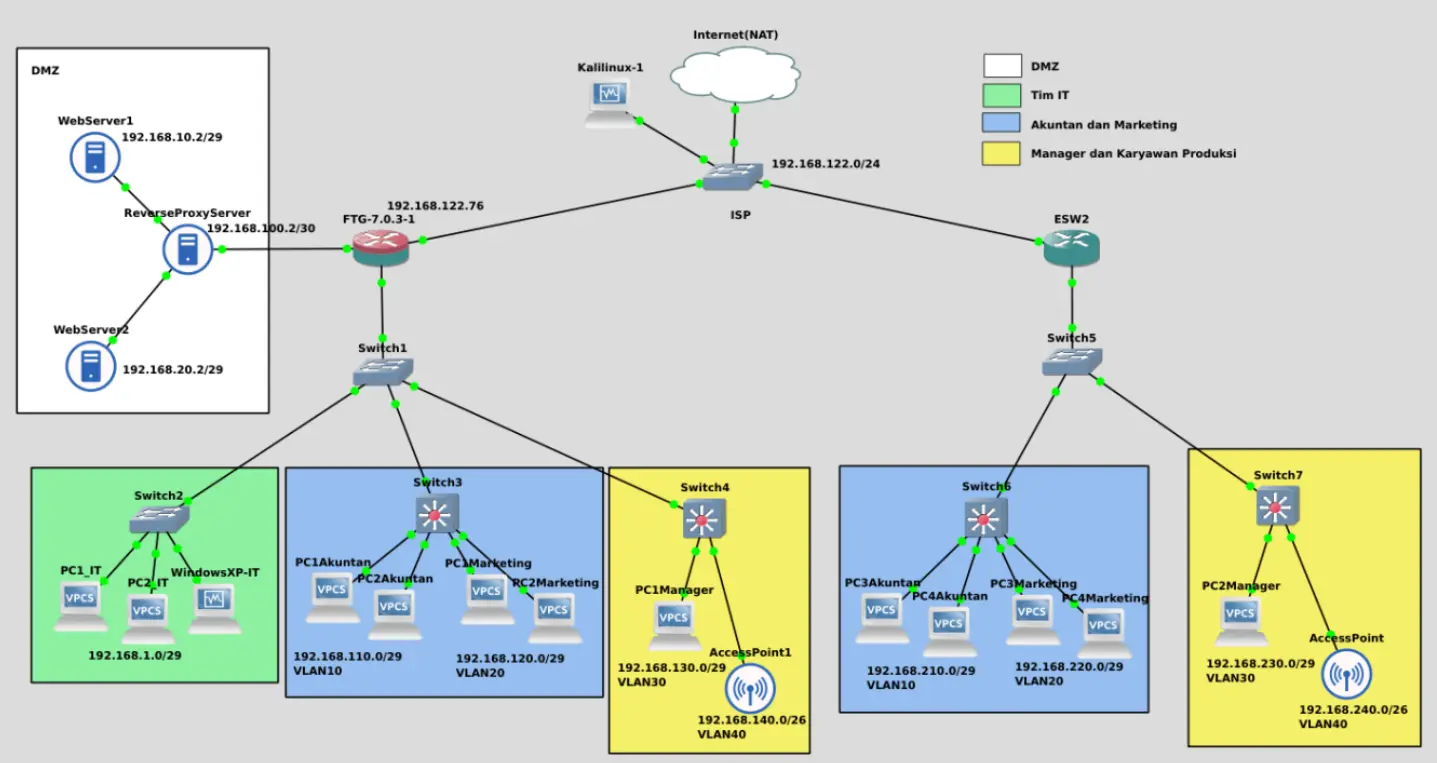 Internet(NAT)
Kalilinux-1
DMZ
DMZ
Tim IT
Akuntan dan Marketing
Manager dan Karyawan Produksi
WebServer1
192.168.10.2/29
192.168.122.0/24
ISP
ReverseProxyServer
192.168.100.2/30
192.168.122.76
FTG-7.0.3-1
ESW2
WebServer2
192.168.20.2/29
Switch1
Switch5
Switch2
PC1_IT
PC2_IT
WindowsXP-IT
VPCS
VPCS
192.168.1.0/29
Switch3
PC1Akuntan
PC2Akuntan
PC1Marketing
PC2Marketing
VPCS
VPCS
VPCS
VPCS
192.168.110.0/29
VLAN10
192.168.120.0/29
VLAN20
Switch4
PC1Manager
VPCS
192.168.130.0/29
VLAN30
AccessPoint1
192.168.140.0/26
VLAN40
Switch6
PC3Akuntan
PC4Akuntan
PC3Marketing
PC4Marketing
VPCS
VPCS
VPCS
VPCS
192.168.210.0/29
VLAN10
192.168.220.0/29
VLAN20
Switch7
PC2Manager
VPCS
192.168.230.0/29
VLAN30
AccessPoint
192.168.240.0/26
VLAN40